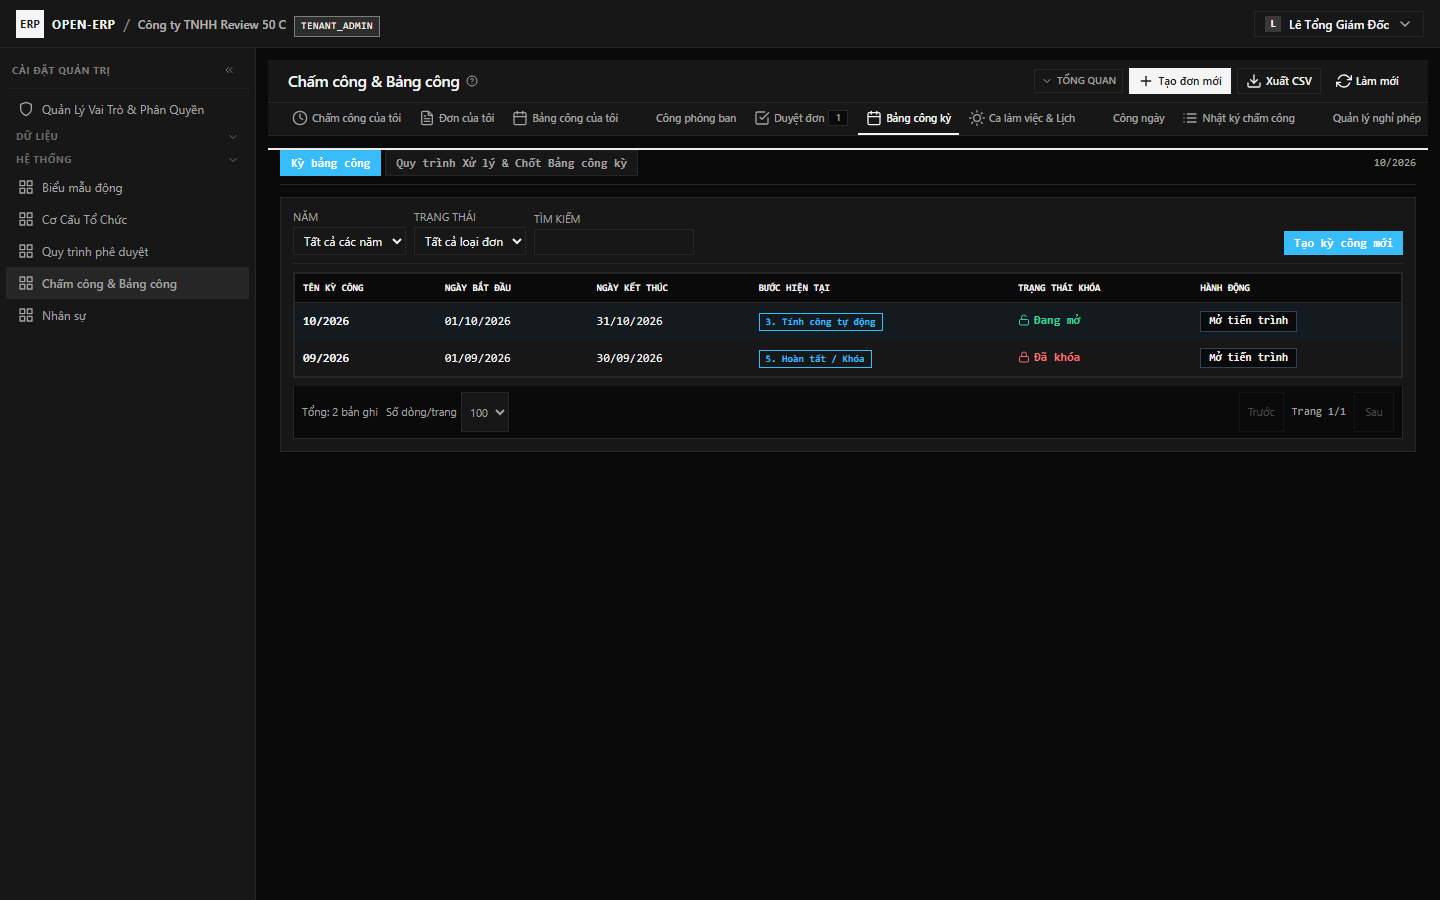 ERP OPEN-ERP / Công ty TNHH Review 50 C TENANT_ADMIN L Lê Tổng Giám Đốc
CÀI ĐẶT QUẢN TRỊ
Quản Lý Vai Trò & Phân Quyền
DỮ LIỆU
HỆ THỐNG
Biểu mẫu động
Cơ Cấu Tổ Chức
Quy trình phê duyệt
Chấm công & Bảng công
Nhân sự
Chấm công & Bảng công TỔNG QUAN Tạo đơn mới Xuất CSV Làm mới
Chấm công của tôi Đơn của tôi Bảng công của tôi Công phòng ban Duyệt đơn 1 Bảng công kỳ Ca làm việc & Lịch Công ngày Nhật ký chấm công Quản lý nghỉ phép
Kỳ bảng công Quy trình Xử lý & Chốt Bảng công kỳ 10/2026
NĂM TRẠNG THÁI TÌM KIẾM
Tất cả các năm Tất cả loại đơn Tạo kỳ công mới
TÊN KỲ CÔNG NGÀY BẮT ĐẦU NGÀY KẾT THÚC BƯỚC HIỆN TẠI TRẠNG THÁI KHÓA HÀNH ĐỘNG
10/2026 01/10/2026 31/10/2026 3. Tính công tự động Đang mở Mở tiến trình
09/2026 01/09/2026 30/09/2026 5. Hoàn tất / Khóa Đã khóa Mở tiến trình
Tổng: 2 bản ghi Số dòng/trang 100 Trước Trang 1/1 Sau